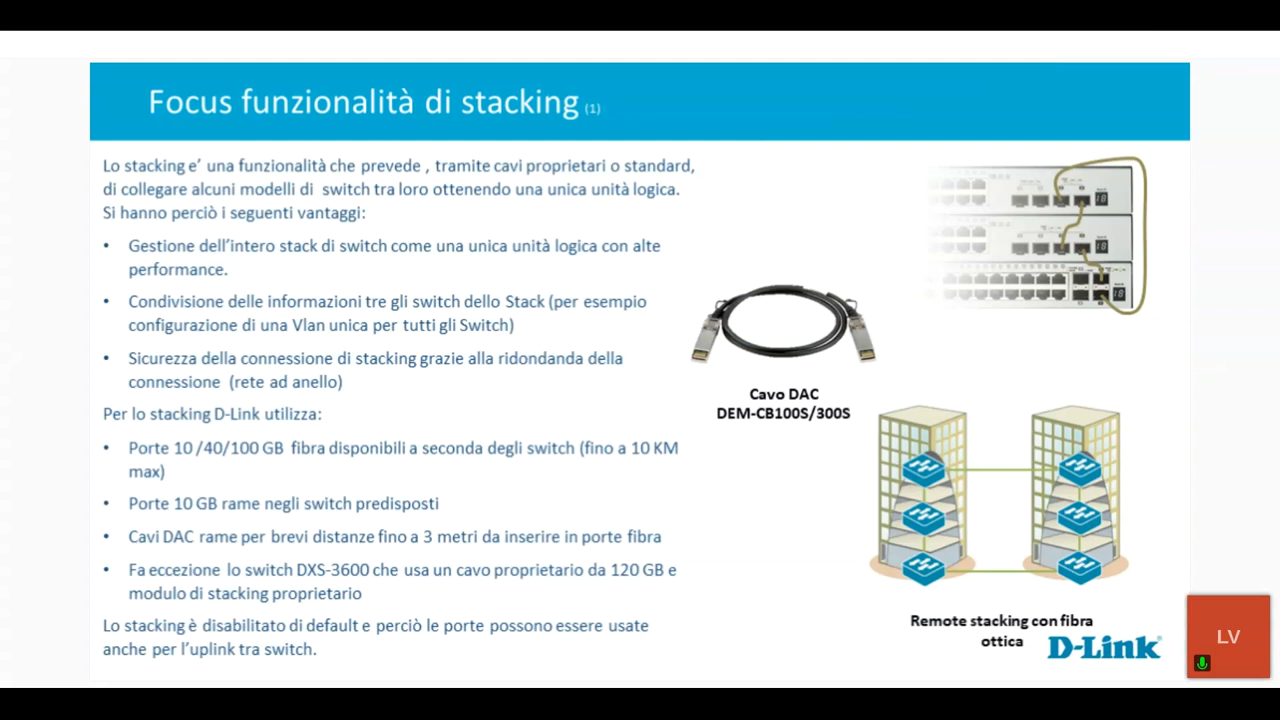 Focus funzionalità di stacking (1)
Lo stacking e' una funzionalità che prevede , tramite cavi proprietari o standard,
di collegare alcuni modelli di switch tra loro ottenendo una unica unità logica.
Si hanno perciò i seguenti vantaggi:
• Gestione dell'intero stack di switch come una unica unità logica con alte
performance.
• Condivisione delle informazioni tre gli switch dello Stack (per esempio
configurazione di una Vlan unica per tutti gli Switch)
• Sicurezza della connessione di stacking grazie alla ridondanda della
connessione (rete ad anello)
Per lo stacking D-Link utilizza:
• Porte 10 /40/100 GB fibra disponibili a seconda degli switch (fino a 10 KM
max)
• Porte 10 GB rame negli switch predisposti
• Cavi DAC rame per brevi distanze fino a 3 metri da inserire in porte fibra
• Fa eccezione lo switch DXS-3600 che usa un cavo proprietario da 120 GB e
modulo di stacking proprietario
Lo stacking è disabilitato di default e perciò le porte possono essere usate
anche per l'uplink tra switch.
Cavo DAC
DEM-CB100S/300S
Remote stacking con fibra
ottica
D-Link
LV